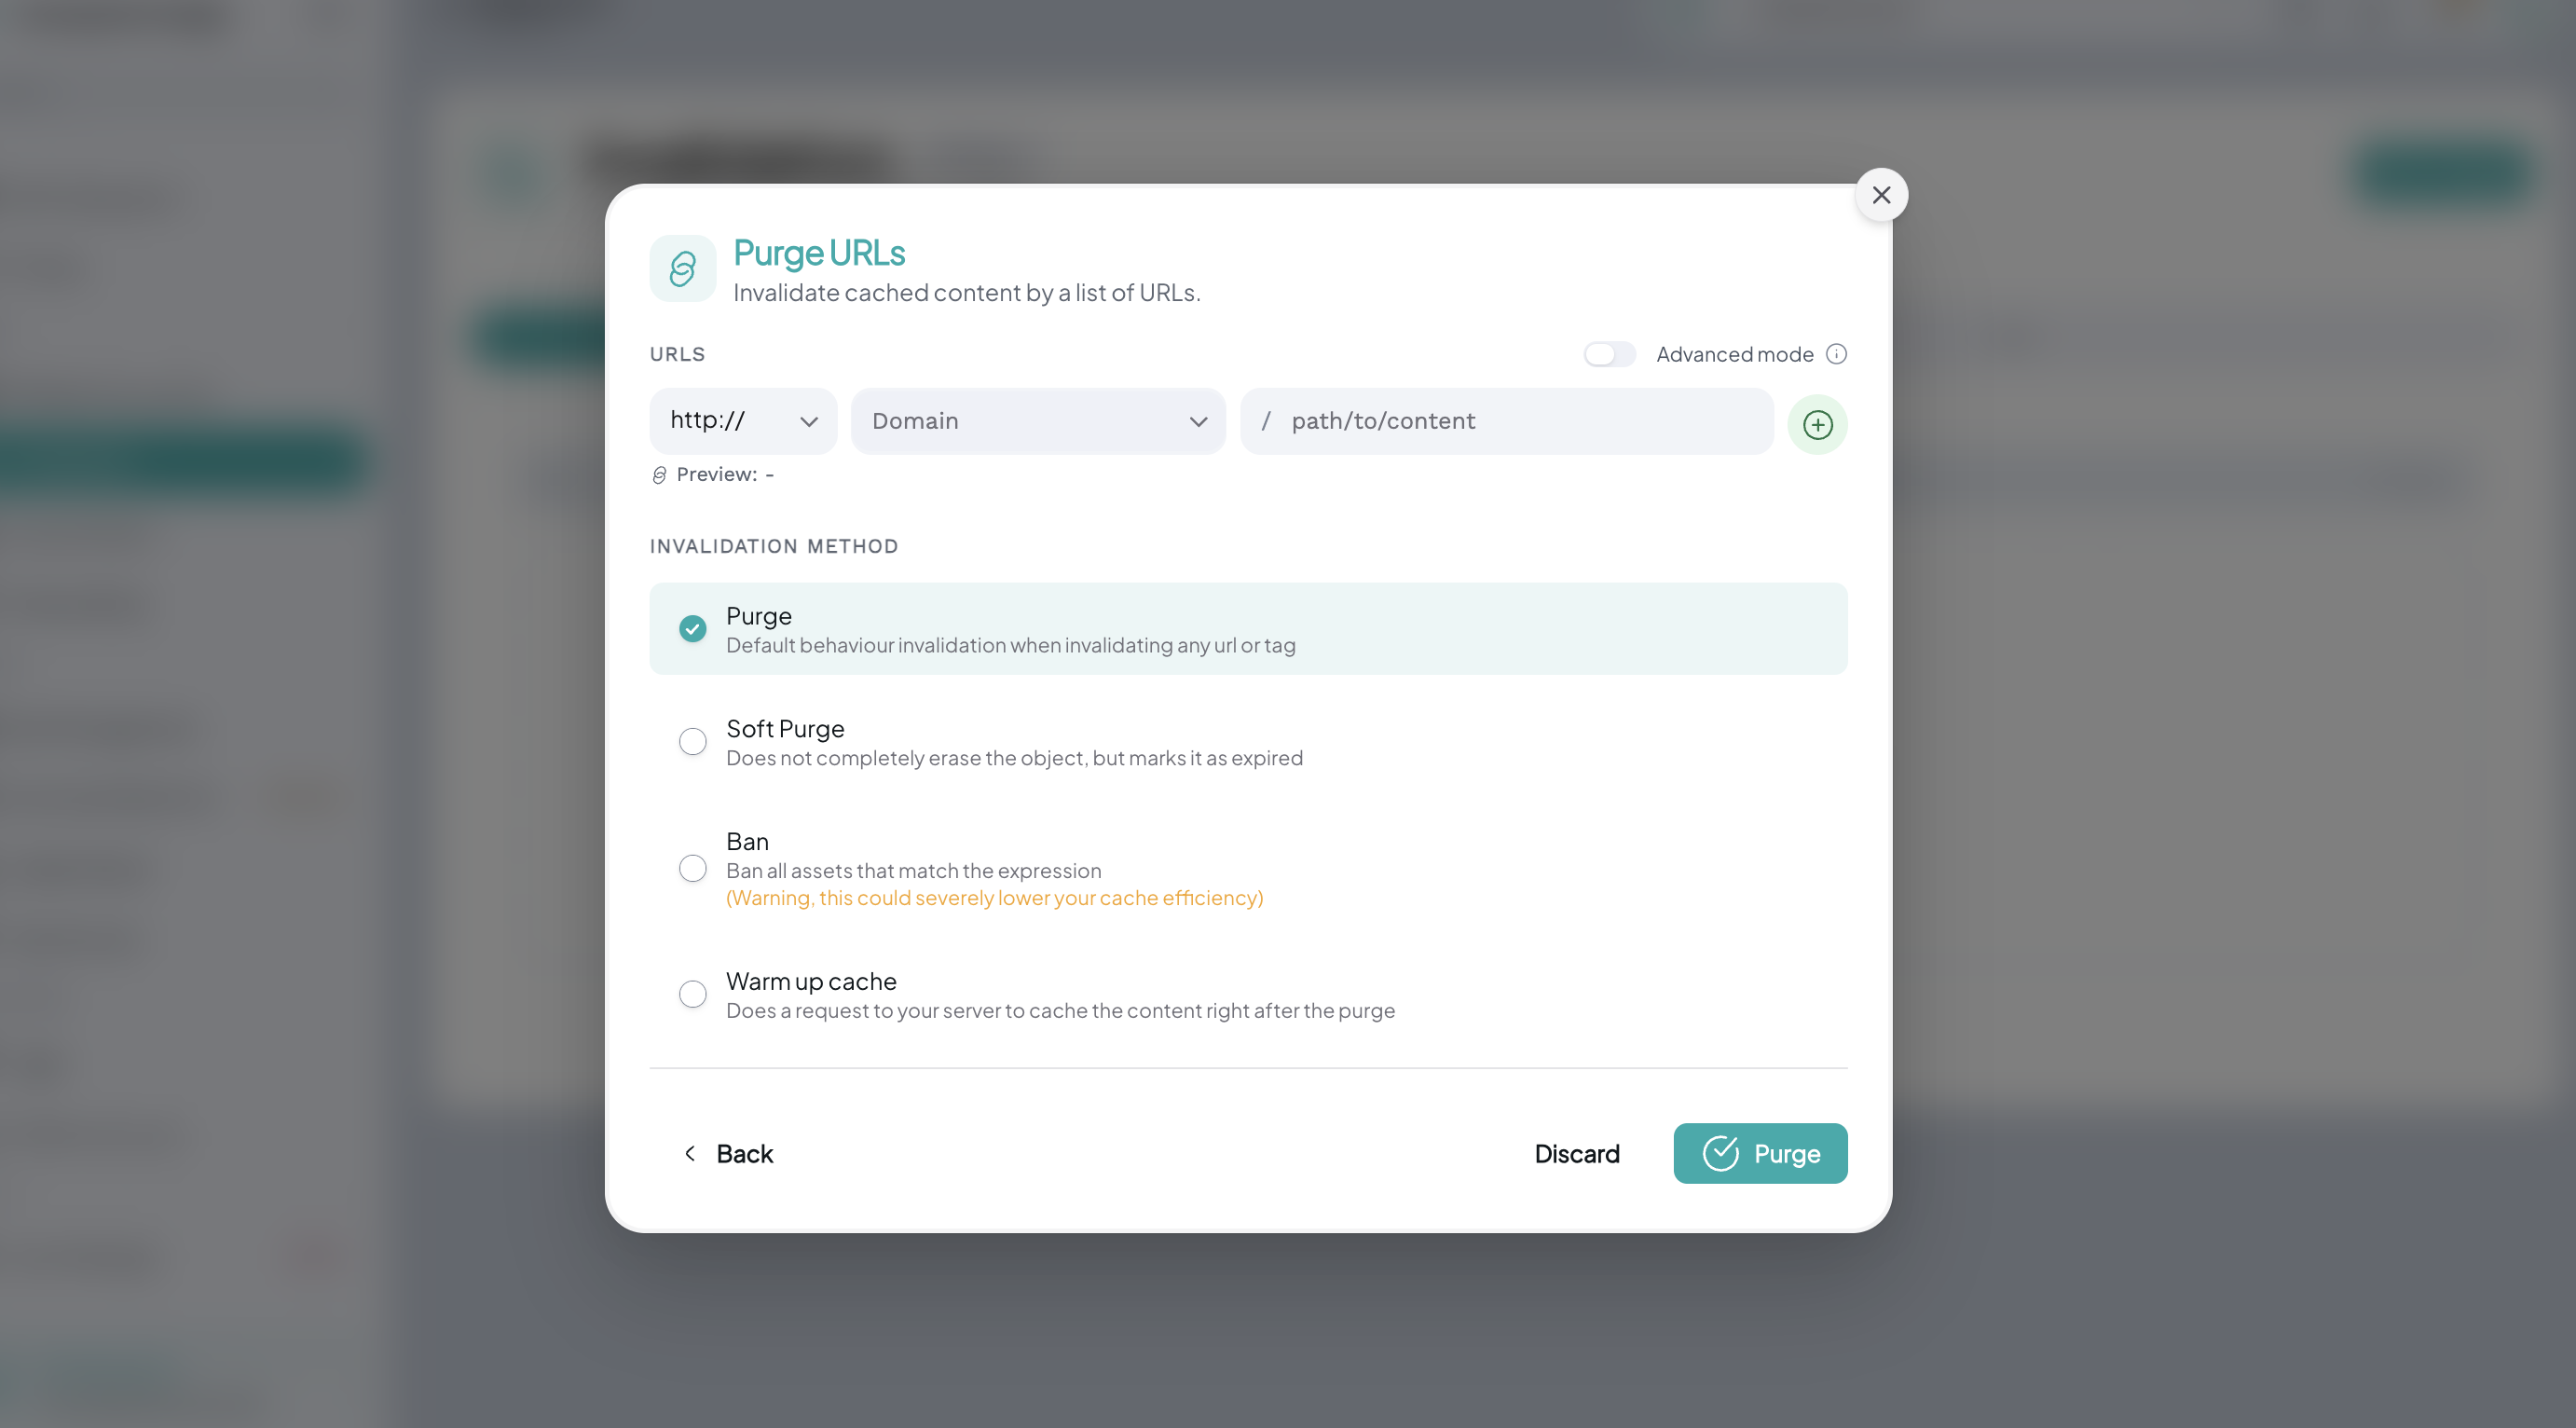 Purge URLs
Invalidate cached content by a list of URLs.
URLS
Advanced mode
http://
Domain
/ path/to/content
Preview: -
INVALIDATION METHOD
Purge
Default behaviour invalidation when invalidating any url or tag
Soft Purge
Does not completely erase the object, but marks it as expired
Ban
Ban all assets that match the expression
(Warning, this could severely lower your cache efficiency)
Warm up cache
Does a request to your server to cache the content right after the purge
Back
Discard
Purge